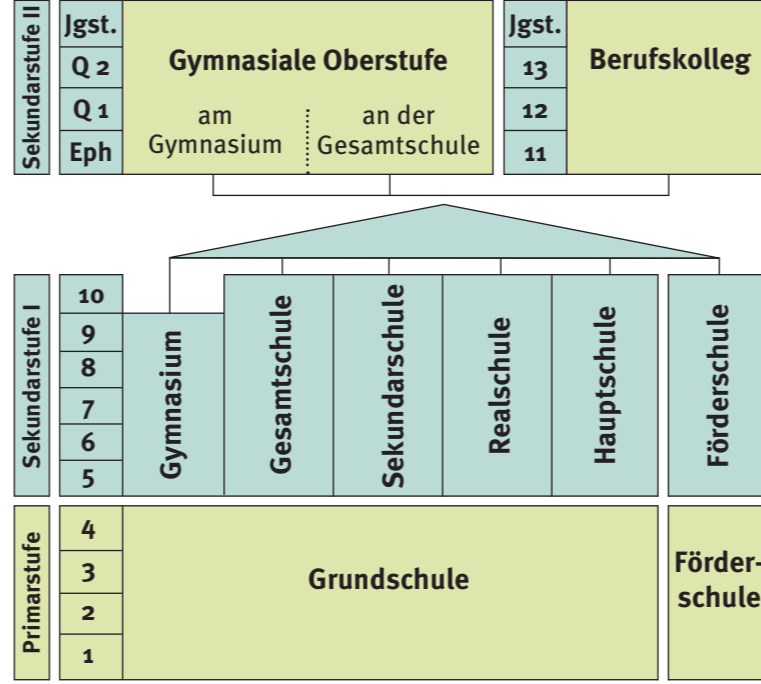 Sekundarstufe II
Jgst.
Q 2
Q 1
Eph
Gymnasiale Oberstufe
am
Gymnasium
an der
Gesamtschule
Jgst.
13
12
11
Berufskolleg
Sekundarstufe I
10
9
8
7
6
5
Gymnasium
Gesamtschule
Sekundarschule
Realschule
Hauptschule
Förderschule
Primarstufe
4
3
2
1
Grundschule
Förder-
schule